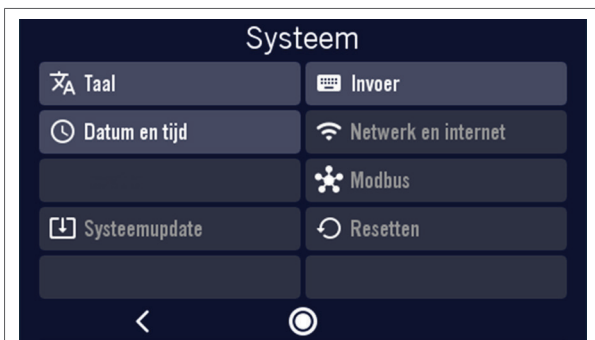 Systeem
Taal
Invoer
Datum en tijd
Netwerk en internet
Modbus
Systeemupdate
Resetten